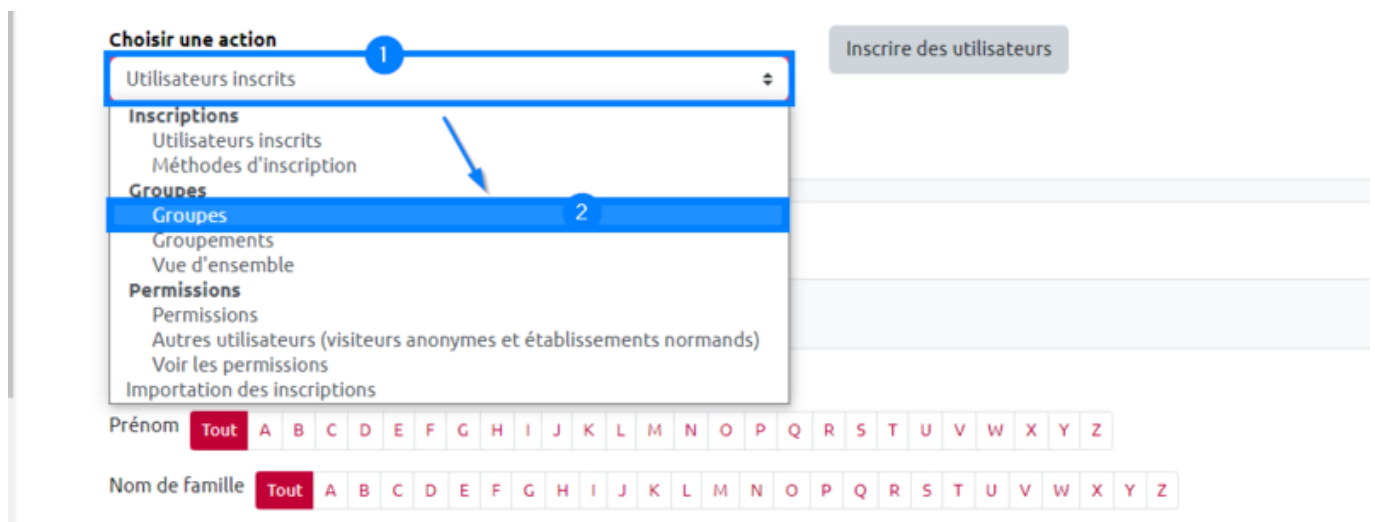 Choisir une action
1
Inscrire des utilisateurs
Utilisateurs inscrits
Inscriptions
Utilisateurs inscrits
Méthodes d'inscription
Groupes
Groupes 2
Groupements
Vue d'ensemble
Permissions
Permissions
Autres utilisateurs (visiteurs anonymes et établissements normands)
Voir les permissions
Importation des inscriptions
Prénom Tout A B C D E F G H I J K L M N O P Q R S T U V W X Y Z
Nom de famille Tout A B C D E F G H I J K L M N O P Q R S T U V W X Y Z